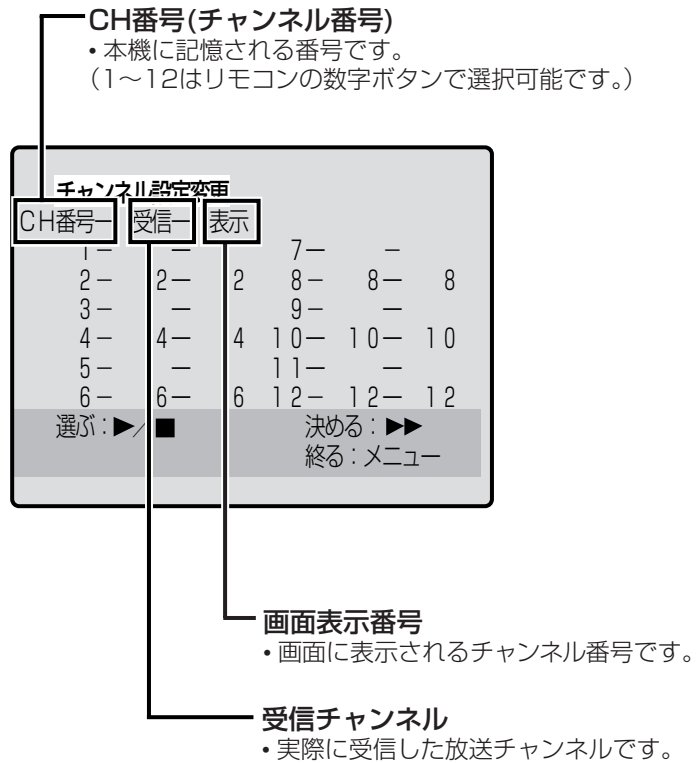 CH番号(チャンネル番号)
• 本機に記憶される番号です。
(1〜12はリモコンの数字ボタンで選択可能です。)
チャンネル設定変更
CH番号ー 受信ー 表示
1ー ー 7ー ー
2ー 2ー 2 8ー 8ー 8
3ー ー 9ー ー
4ー 4ー 4 10ー 10ー 10
5ー ー 11ー ー
6ー 6ー 6 12ー 12ー 12
選ぶ:▶/■ 決める:▶▶
終る:メニュー
画面表示番号
• 画面に表示されるチャンネル番号です。
受信チャンネル
• 実際に受信した放送チャンネルです。